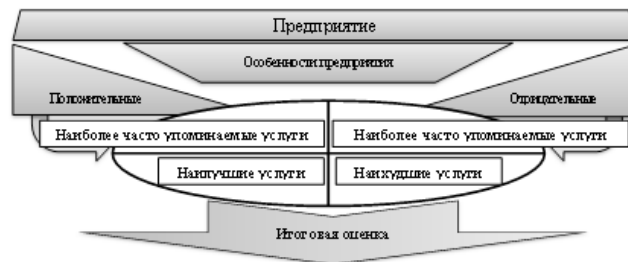 Предприятие
Особенности предприятия
Положительные
Отрицательные
Наиболее часто упоминаемые услуги
Наиболее часто упоминаемые услуги
Наилучшие услуги
Наихудшие услуги
Итоговая оценка